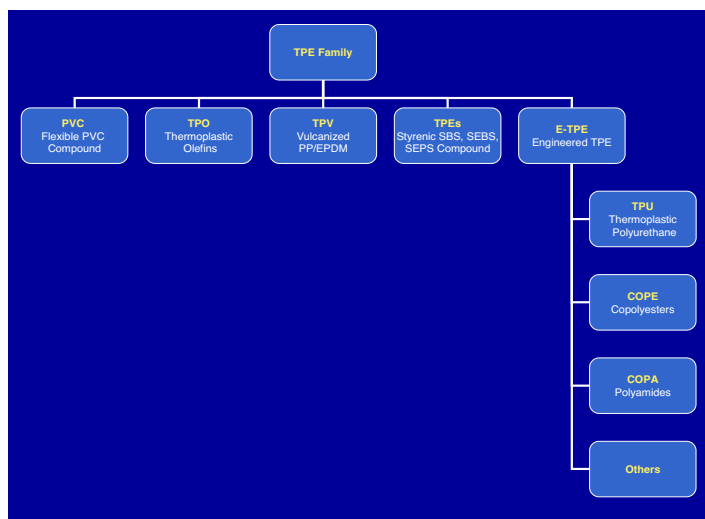 TPE Family
PVC
Flexible PVC
Compound
TPO
Thermoplastic
Olefins
TPV
Vulcanized
PP/EPDM
TPEs
Styrenic SBS, SEBS,
SEPS Compound
E-TPE
Engineered TPE
TPU
Thermoplastic
Polyurethane
COPE
Copolyesters
COPA
Polyamides
Others